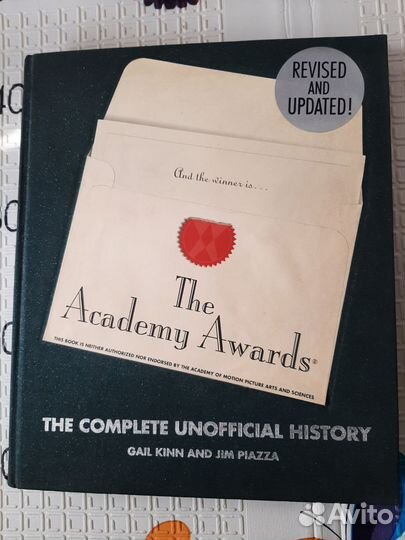 REVISED
AND
UPDATED!
And the winner is...
The
Academy Awards®
THIS BOOK IS NEITHER AUTHORIZED NOR ENDORSED BY THE ACADEMY OF MOTION PICTURE ARTS AND SCIENCES
THE COMPLETE UNOFFICIAL HISTORY
GAIL KINN AND JIM PIAZZA
Avito